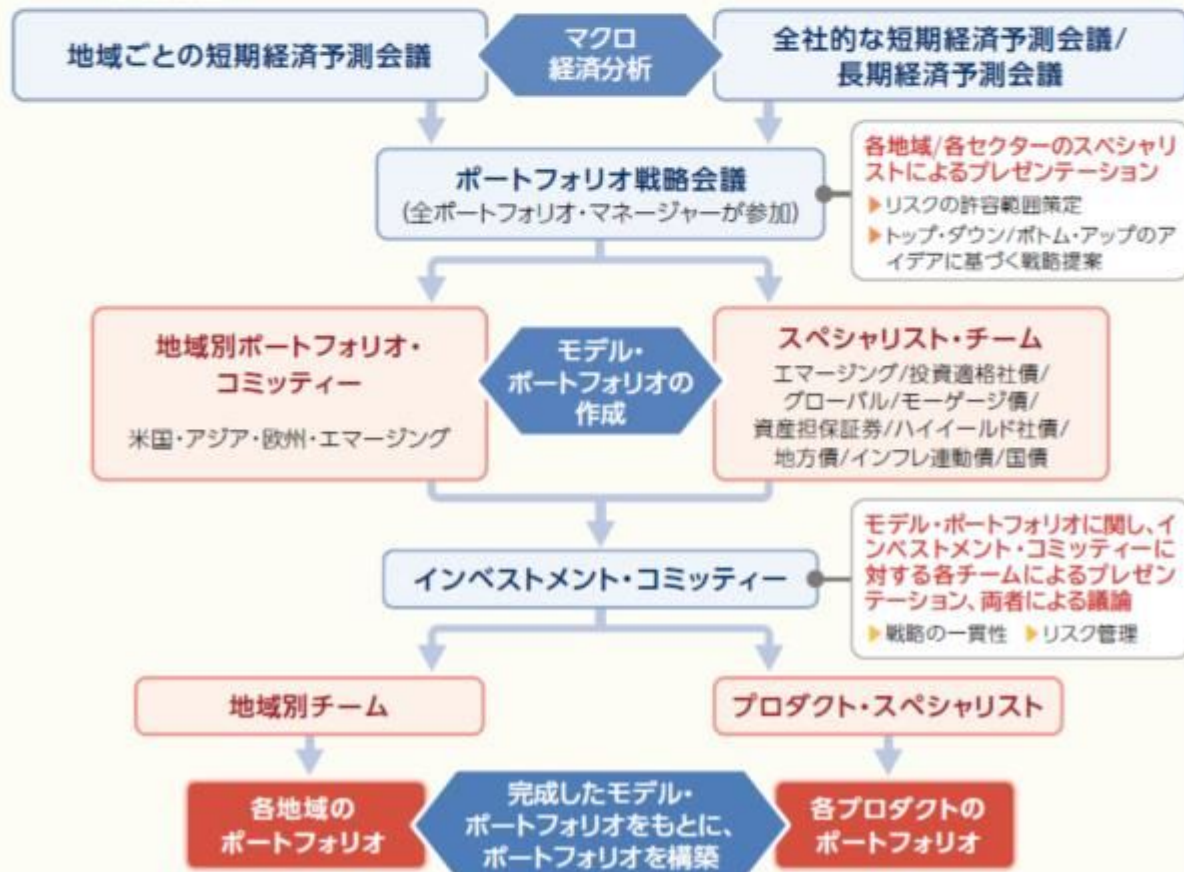 地域ごとの短期経済予測会議
マクロ
経済分析
全社的な短期経済予測会議/
長期経済予測会議
ポートフォリオ戦略会議
(全ポートフォリオ・マネージャーが参加)
各地域/各セクターのスペシャリ
ストによるプレゼンテーション
▶リスクの許容範囲策定
▶トップ・ダウン/ボトム・アップのア
イデアに基づく戦略提案
地域別ポートフォリオ・
コミッティー
米国・アジア・欧州・エマージング
モデル・
ポートフォリオの
作成
スペシャリスト・チーム
エマージング/投資適格社債/
グローバル/モーゲージ債/
資産担保証券/ハイイールド社債/
地方債/インフレ連動債/国債
インベストメント・コミッティー
モデル・ポートフォリオに関し、イ
ンベストメント・コミッティーに
対する各チームによるプレゼン
テーション、両者による議論
▶戦略の一貫性 ▶リスク管理
地域別チーム
プロダクト・スペシャリスト
各地域の
ポートフォリオ
完成したモデル・
ポートフォリオをもとに、
ポートフォリオを構築
各プロダクトの
ポートフォリオ